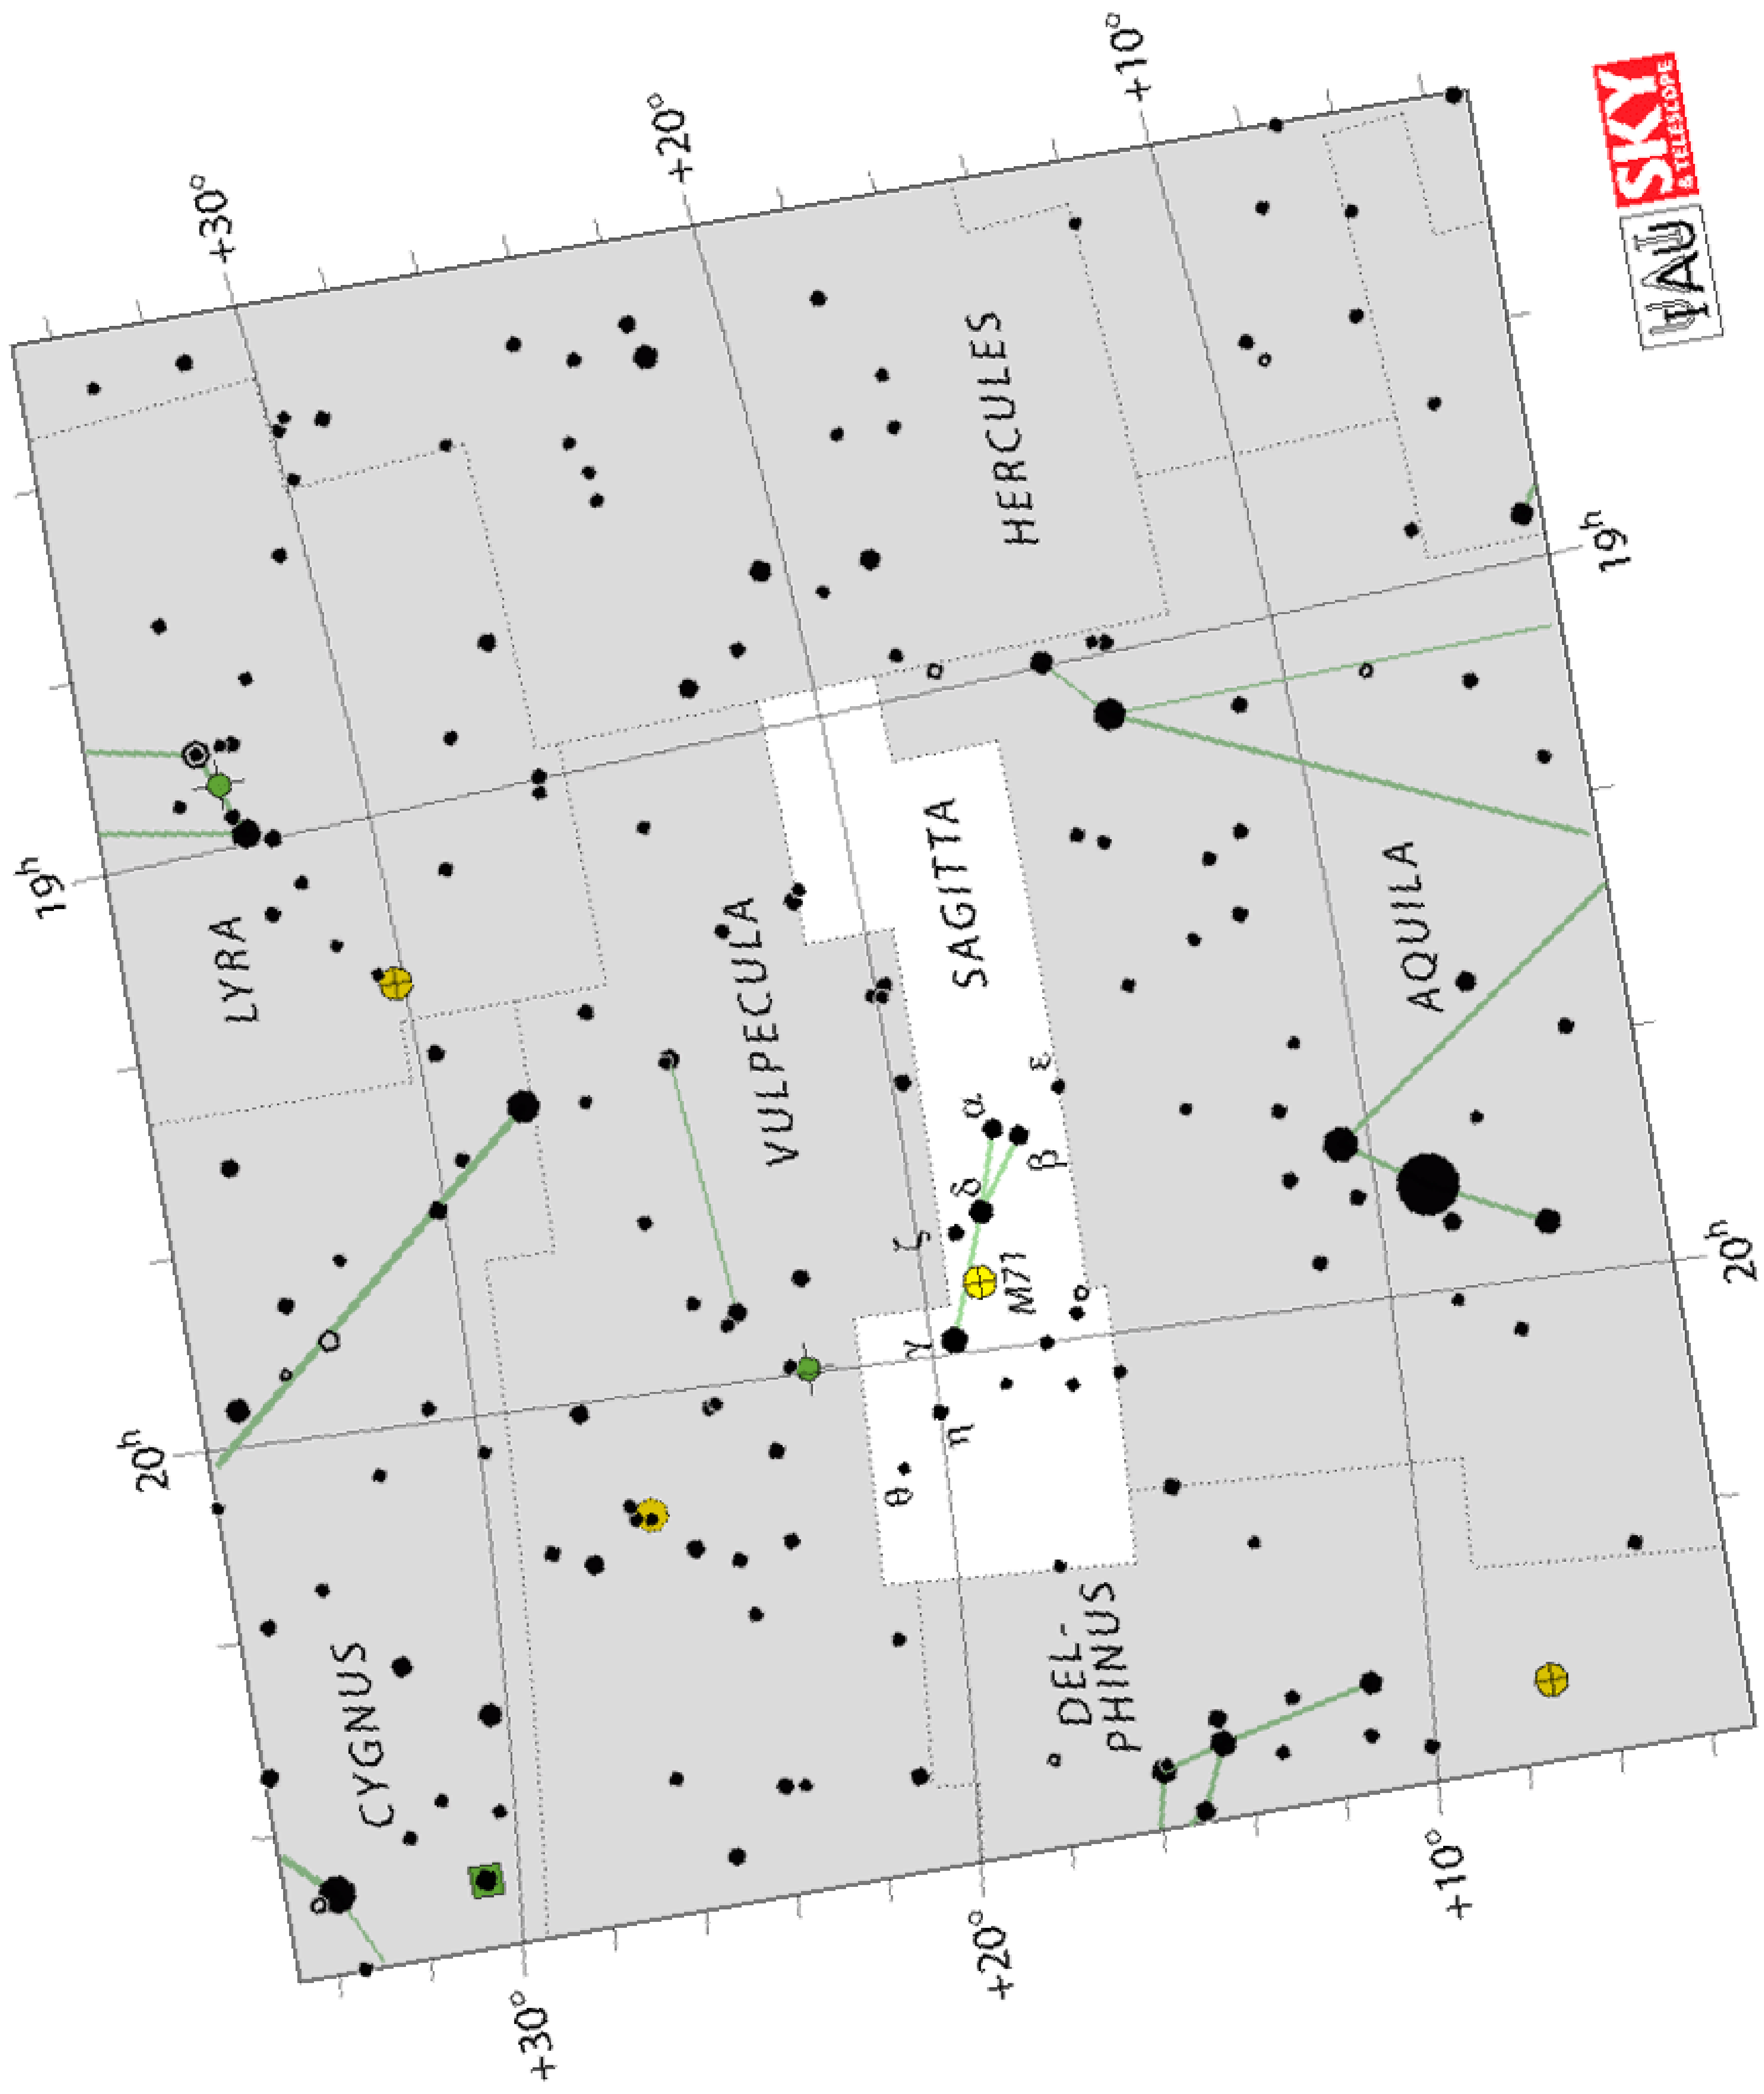 19h
20h
+30°
+20°
+10°
+30°
+20°
+10°
19h
20h
LYRA
CYGNUS
VULPECULA
HERCULES
SAGITTA
AQUILA
DEL-
PHINUS
α
β
γ
δ
ε
ζ
η
θ
M71
IAU
SKY
& TELESCOPE